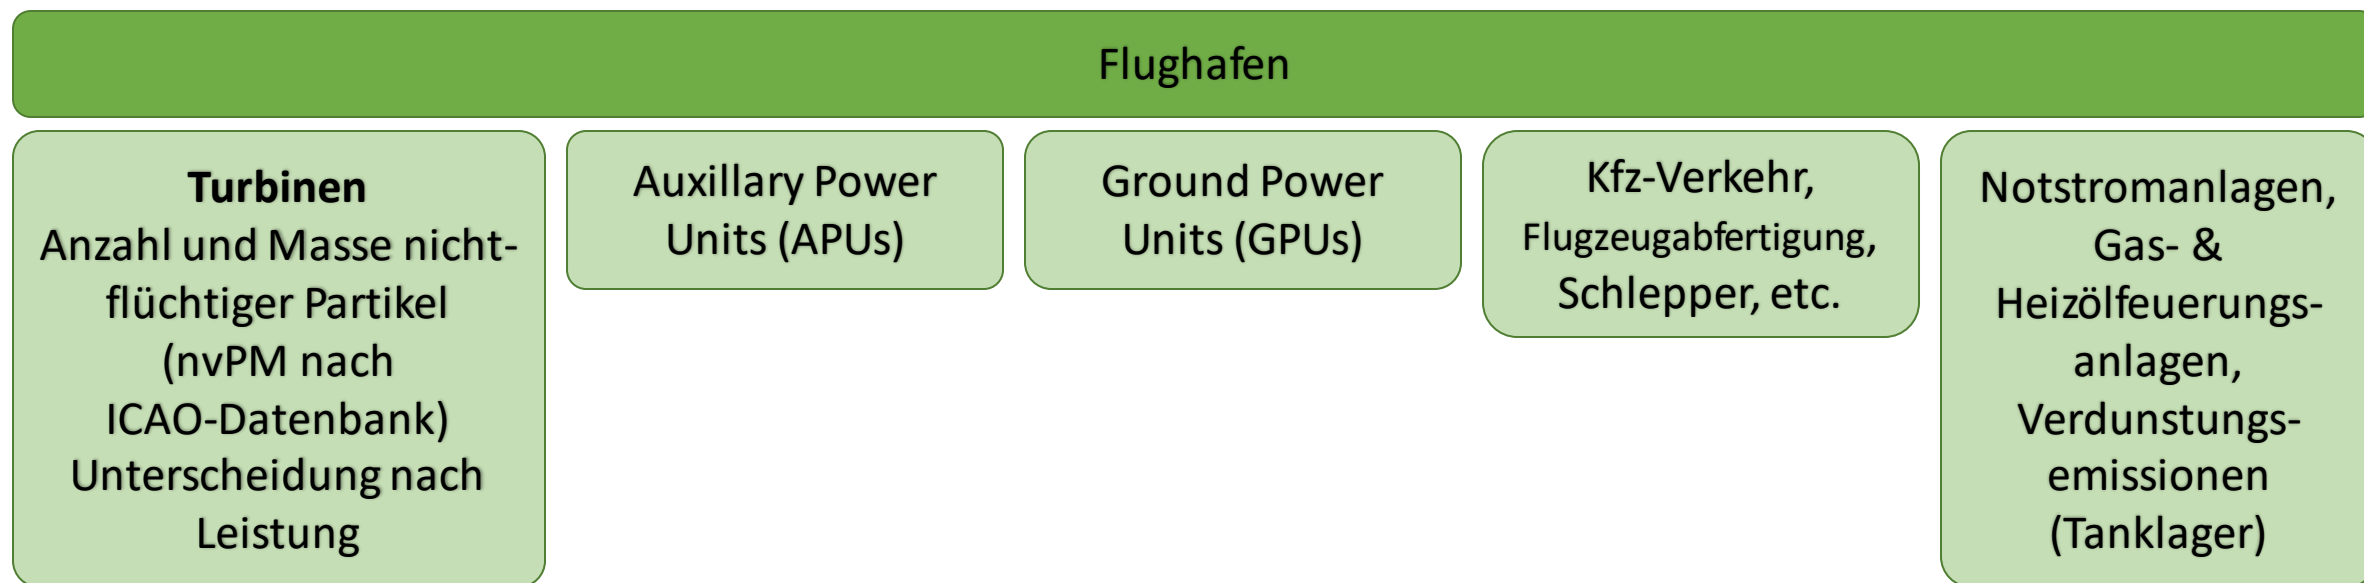 Flughafen
Turbinen
Anzahl und Masse nicht-
flüchtiger Partikel
(nvPM nach
ICAO-Datenbank)
Unterscheidung nach
Leistung
Auxillary Power
Units (APUs)
Ground Power
Units (GPUs)
Kfz-Verkehr,
Flugzeugabfertigung,
Schlepper, etc.
Notstromanlagen,
Gas- &
Heizölfeuerungs-
anlagen,
Verdunstungs-
emissionen
(Tanklager)